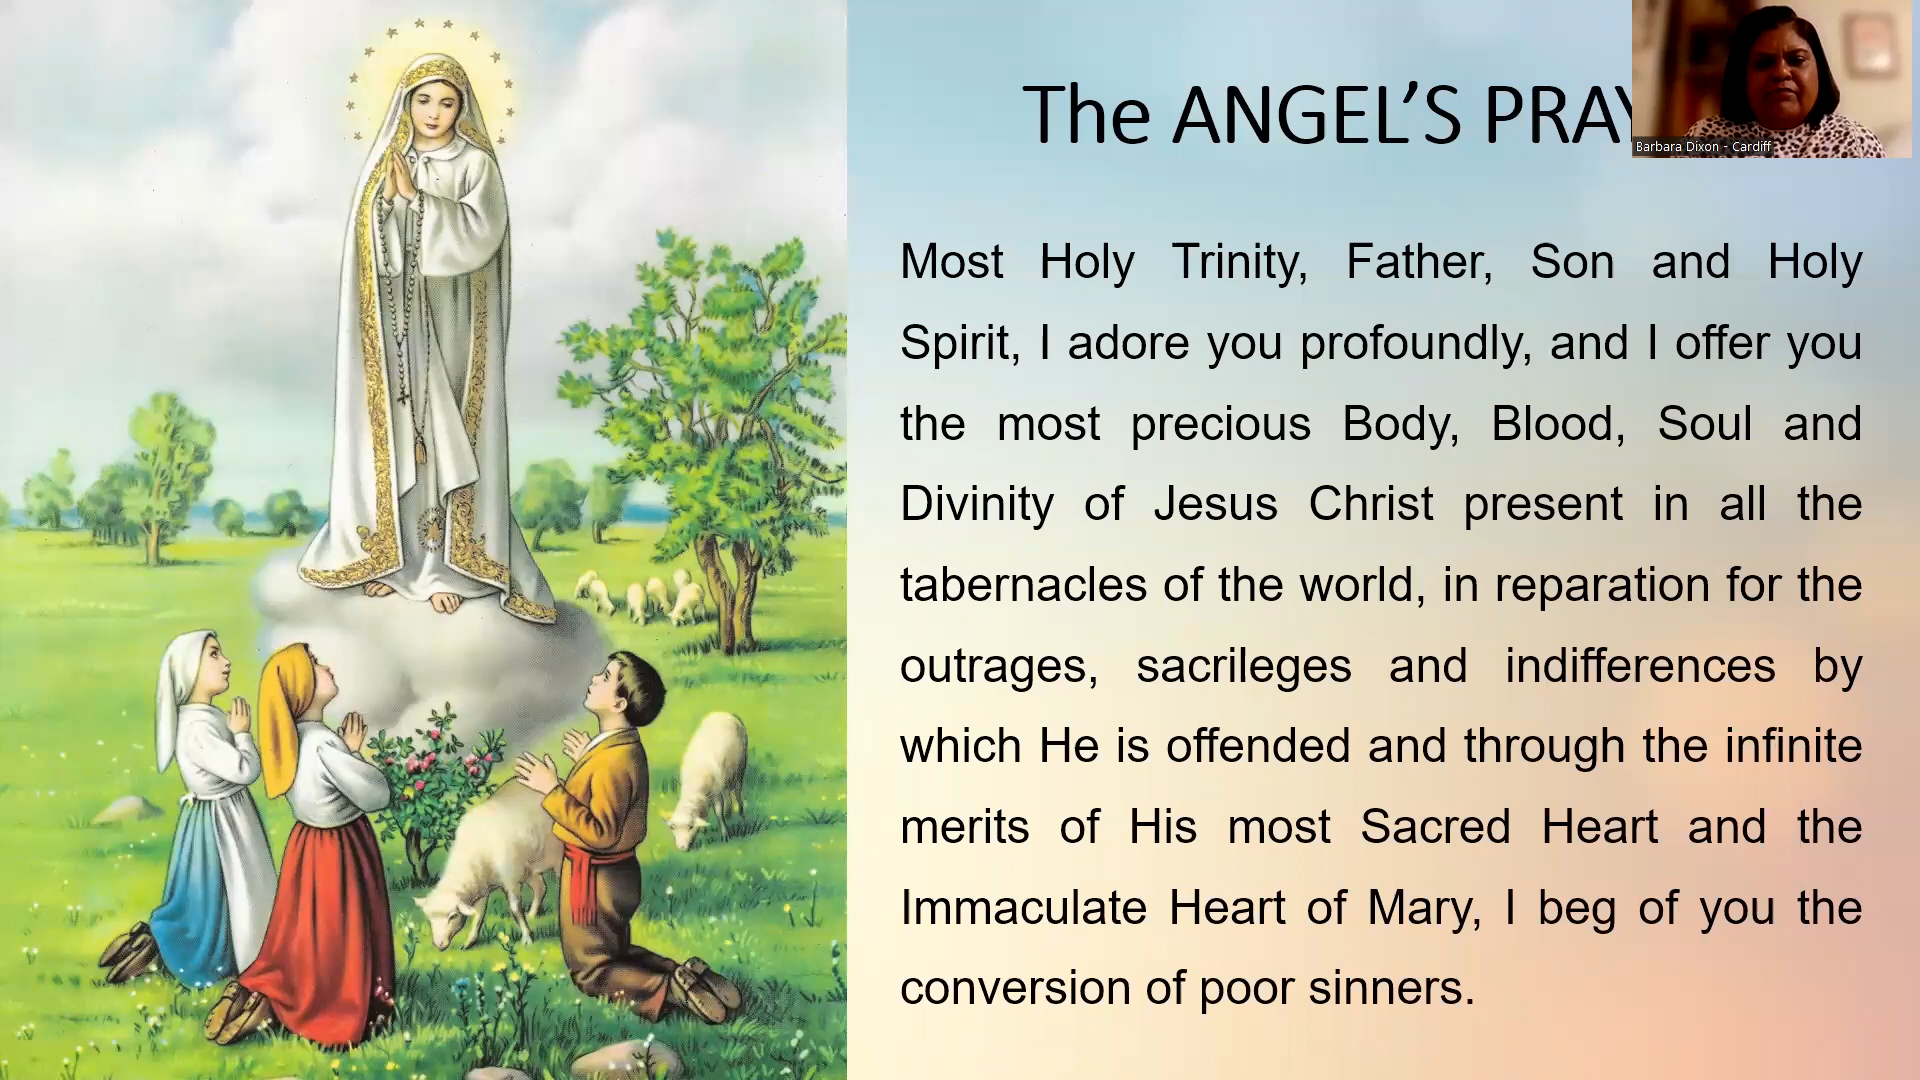 The ANGEL'S PRAY
Barbara Dixon - Cardiff
Most Holy Trinity, Father, Son and Holy
Spirit, I adore you profoundly, and I offer you
the most precious Body, Blood, Soul and
Divinity of Jesus Christ present in all the
tabernacles of the world, in reparation for the
outrages, sacrileges and indifferences by
which He is offended and through the infinite
merits of His most Sacred Heart and the
Immaculate Heart of Mary, I beg of you the
conversion of poor sinners.